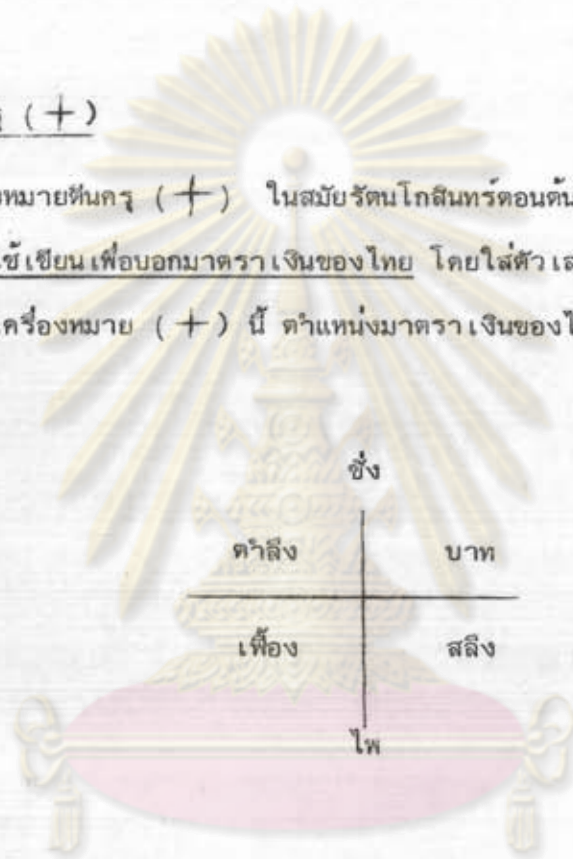 (+)
หมายตีนครุ (+) ในสมัยรัตนโกสินทร์ตอนต้น
ใช้เขียนเพื่อบอกมาตราเงินของไทย โดยใส่ตัวเล
เครื่องหมาย (+) นี้ ตำแหน่งมาตราเงินของไ
ชั่ง
ตำลึง บาท
เฟื้อง สลึง
ไพ